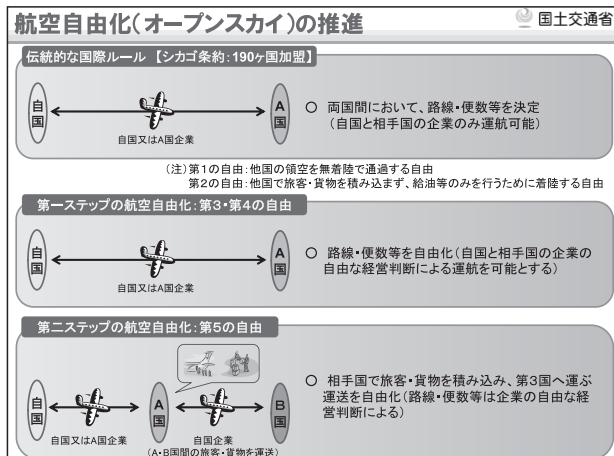 航空自由化(オープンスカイ)の推進
国土交通省
伝統的な国際ルール 【シカゴ条約:190ヶ国加盟】
自国
A国
自国又はA国企業
○ 両国間において、路線・便数等を決定
(自国と相手国の企業のみ運航可能)
(注)第1の自由:他国の領空を無着陸で通過する自由
第2の自由:他国で旅客・貨物を積み込まず、給油等のみを行うために着陸する自由
第一ステップの航空自由化:第3・第4の自由
自国
A国
自国又はA国企業
○ 路線・便数等を自由化(自国と相手国の企業の
自由な経営判断による運航を可能とする)
第二ステップの航空自由化:第5の自由
自国
A国
B国
自国又はA国企業
自国企業
(A・B国間の旅客・貨物を運送)
○ 相手国で旅客・貨物を積み込み、第3国へ運ぶ
運送を自由化(路線・便数等は企業の自由な経
営判断による)